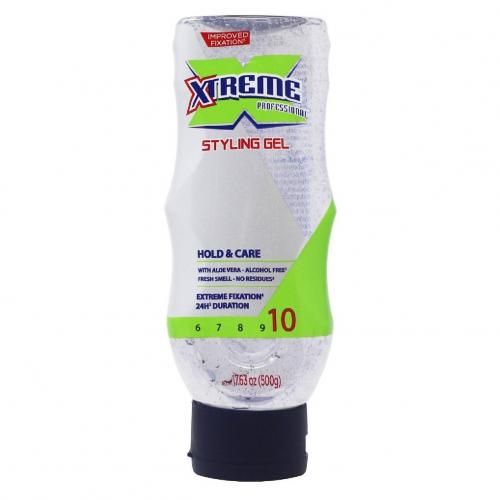 IMPROVED
FIXATION³
XTREME
PROFESSIONAL
STYLING GEL
HOLD & CARE
WITH ALOE VERA - ALCOHOL FREE
FRESH SMELL - NO RESIDUES
EXTREME FIXATION
24H DURATION
6 7 8 9 10
17.63 oz (500g)